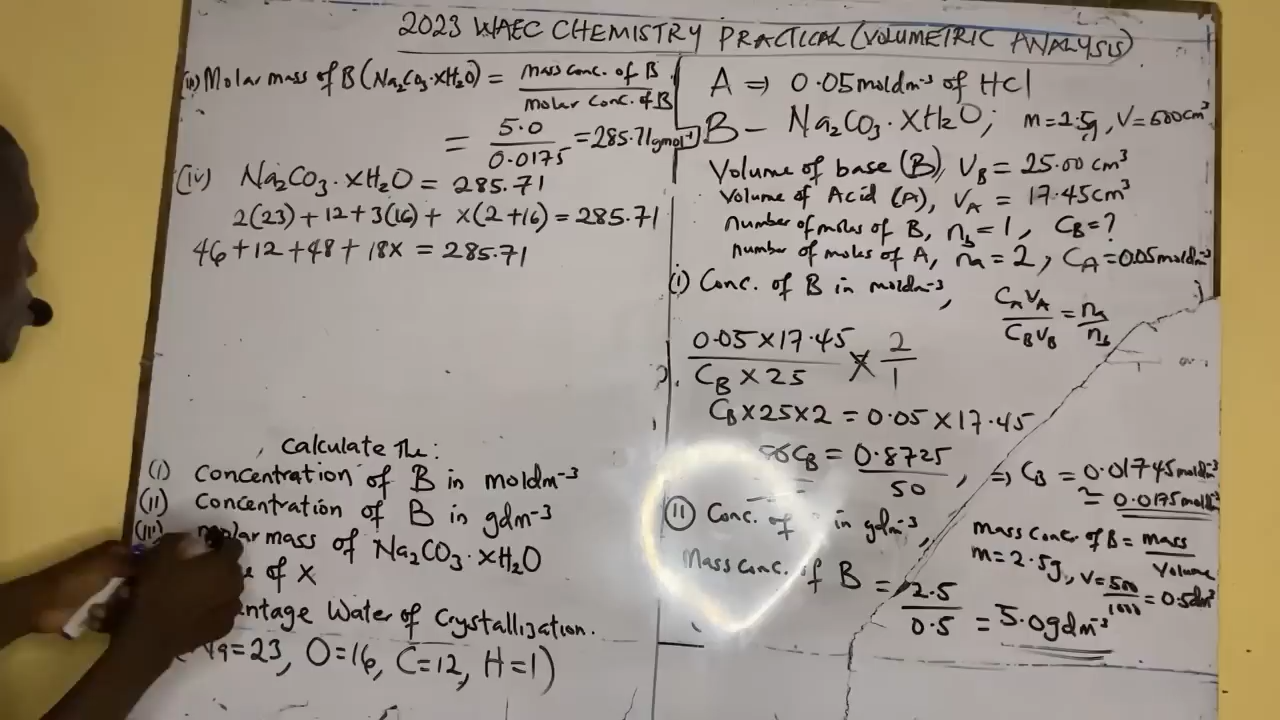 2023 WAEC CHEMISTRY PRACTICAL (VOLUMETRIC ANALYSIS)
Molar mass of B (Na2CO3.XH2O) = mass conc. of B / molar conc. of B
= 5.0 / 0.0175 = 285.71gmol-1
(iv) Na2CO3.xH2O = 285.71
2(23) + 12 + 3(16) + x(2+16) = 285.71
46 + 12 + 48 + 18x = 285.71
, calculate the:
(i) concentration of B in moldm-3
(ii) concentration of B in gdm-3
(iii) molar mass of Na2CO3.xH2O
of X
Water of Crystallization.
=23, O=16, C=12, H=1)
A ⇒ 0.05moldm-3 of HCl
B – Na2CO3.XH2O; m=2.5g, V=500cm3
Volume of base (B), VB = 25.00 cm3
Volume of Acid (A), VA = 17.45cm3
number of moles of B, nb = 1, CB = ?
number of moles of A, na = 2, CA = 0.05moldm-3
(i) Conc. of B in moldm-3, CAVA / CBVB = na / nb
0.05 X 17.45 / CB X 25 X 2 / 1
CB X 25 X 2 = 0.05 X 17.45
CB = 0.8725 / 50, ⇒ CB = 0.01745moldm-3
≃ 0.0175mol
(ii) Conc. of in gdm-3,
mass conc of B = mass / Volume
m = 2.5g, V = 500 / 1000 = 0.5dm3
Mass conc. of B = 2.5 / 0.5 = 5.0gdm-3